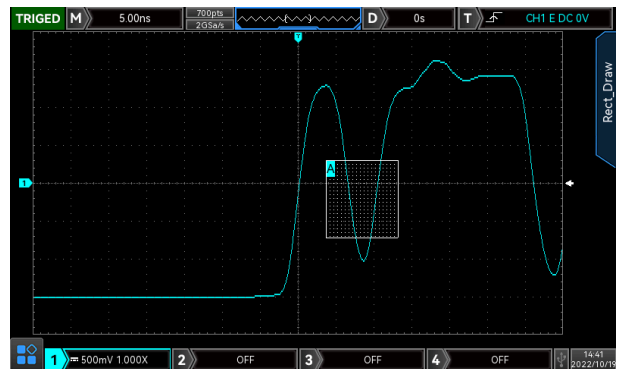 TRIGED M 5.00ns 700pts 2GSa/s D 0s T CH1 E DC 0V
T
Rect_Draw
A
1
1 500mV 1.000X 2 OFF 3 OFF 4 OFF 14:41
2022/10/19